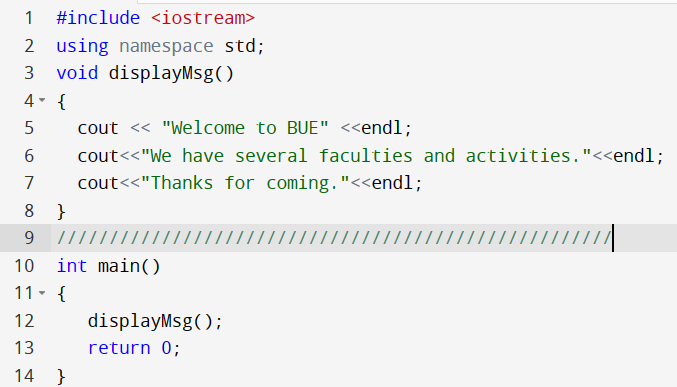 1 #include <iostream>
2 using namespace std;
3 void displayMsg()
4 {
5 cout << "Welcome to BUE" <<endl;
6 cout<<"We have several faculties and activities."<<endl;
7 cout<<"Thanks for coming."<<endl;
8 }
9 /////////////////////////////////////////////////////
10 int main()
11 {
12 displayMsg();
13 return 0;
14 }